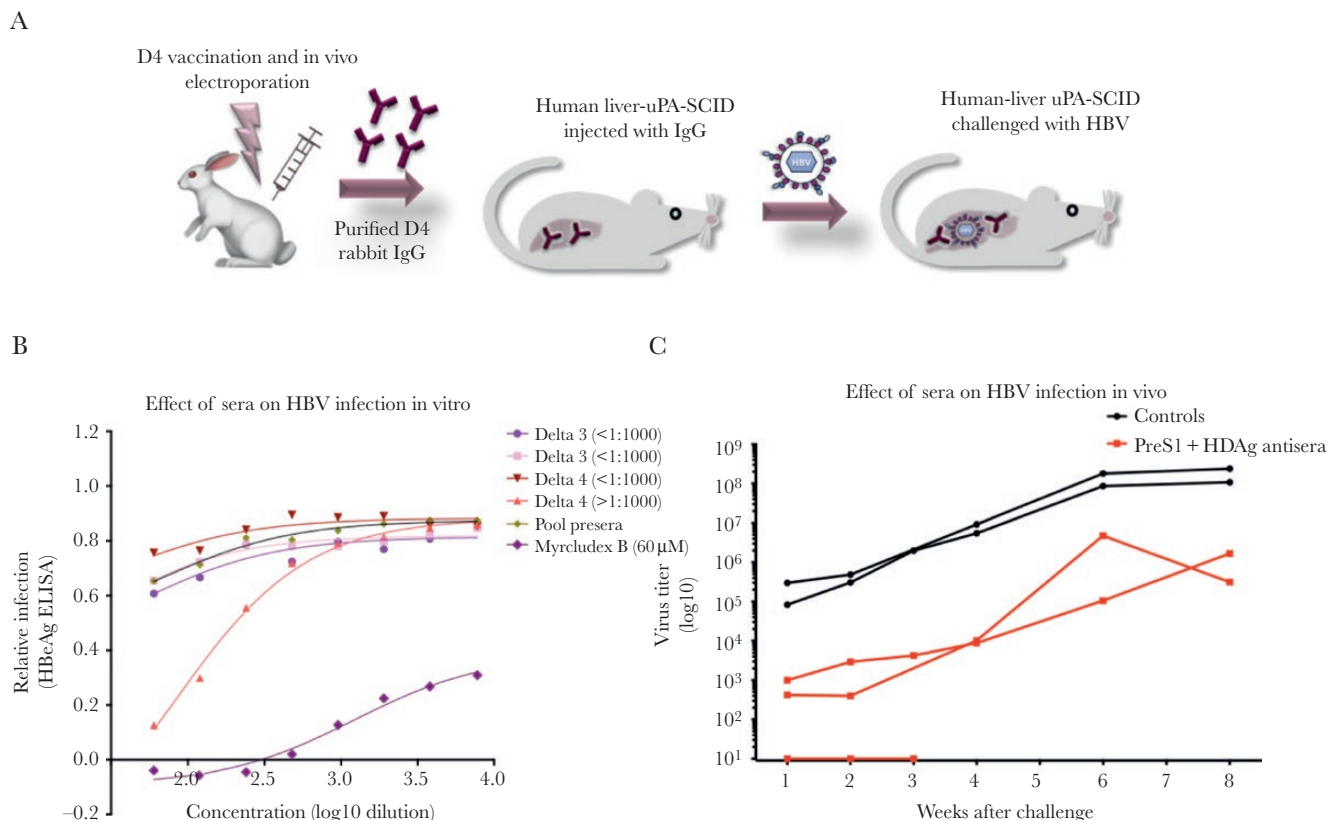 A
D4 vaccination and in vivo
electroporation
Purified D4
rabbit IgG
Human liver-uPA-SCID
injected with IgG
HBV
Human-liver uPA-SCID
challenged with HBV
HBV
B
Effect of sera on HBV infection in vitro
Relative infection
(HBeAg ELISA)
1.2
1.0
0.8
0.6
0.4
0.2
0.0
–0.2
2.0 2.5 3.0 3.5 4.0
Concentration (log10 dilution)
Delta 3 (<1:1000)
Delta 3 (<1:1000)
Delta 4 (<1:1000)
Delta 4 (>1:1000)
Pool presera
Myrcludex B (60 µM)
C
Effect of sera on HBV infection in vivo
Controls
PreS1 + HDAg antisera
Virus titer
(log10)
10⁹
10⁸
10⁷
10⁶
10⁵
10⁴
10³
10²
10¹
1 2 3 4 5 6 7 8
Weeks after challenge